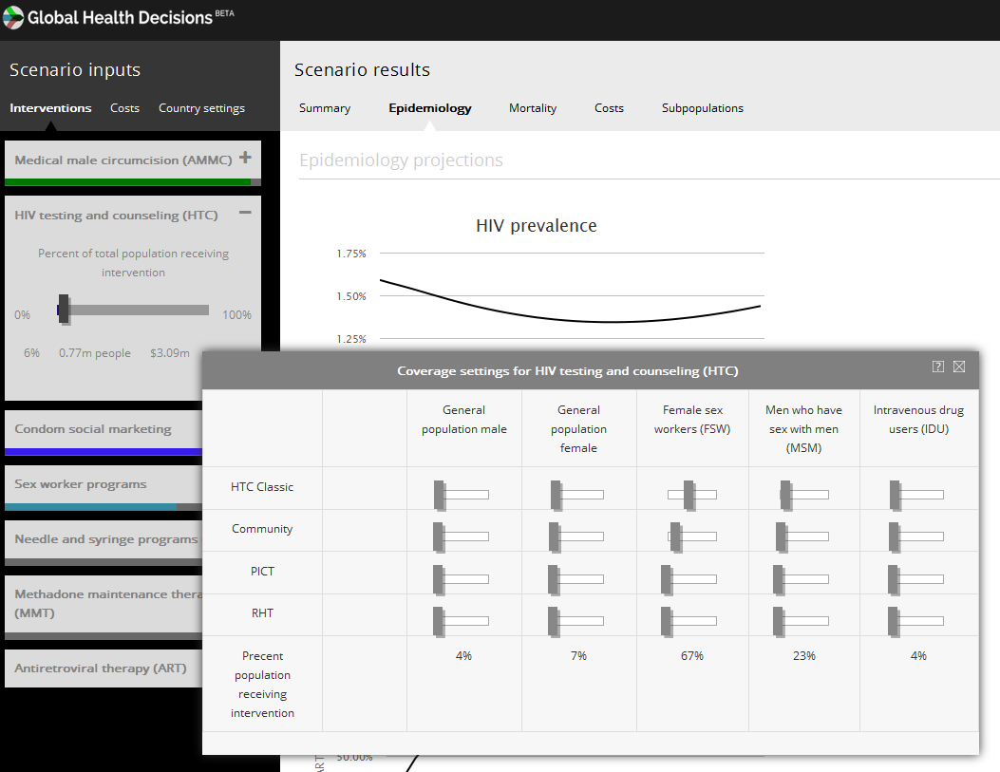 Global Health Decisions BETA
Scenario inputs
Interventions Costs Country settings
Medical male circumcision (AMMC) +
HIV testing and counseling (HTC) −
Percent of total population receiving
intervention
0% 100%
6% 0.77m people $3.09m
Condom social marketing
Sex worker programs
Needle and syringe programs
Methadone maintenance thera
(MMT)
Antiretroviral therapy (ART)
Scenario results
Summary Epidemiology Mortality Costs Subpopulations
Epidemiology projections
HIV prevalence
1.75%
1.50%
1.25%
Coverage settings for HIV testing and counseling (HTC) ?
General
population male
General
population
female
Female sex
workers (FSW)
Men who have
sex with men
(MSM)
Intravenous drug
users (IDU)
HTC Classic
Community
PICT
RHT
Precent
population
receiving
intervention
4% 7% 67% 23% 4%
50.00%
ART